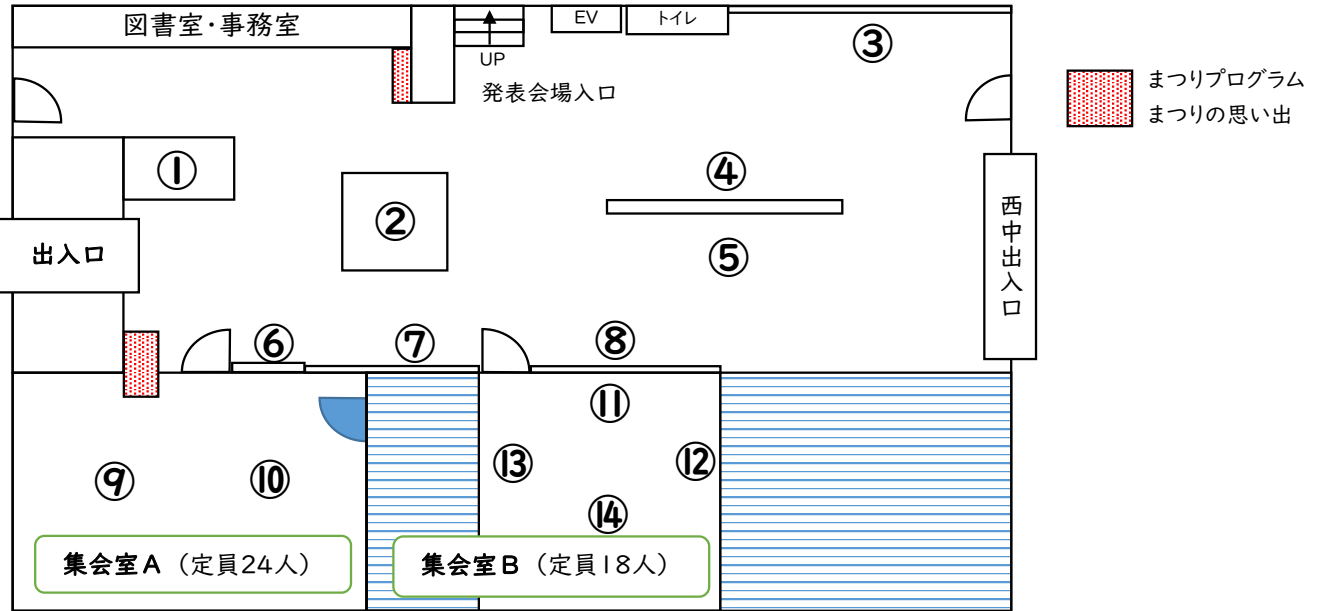 図書室・事務室
EV
トイレ
UP
発表会場入口
③
まつりプログラム
まつりの思い出
①
②
④
⑤
出入口
西中出入口
⑥
⑦
⑧
⑨
⑩
⑪
⑫
⑬
⑭
集会室A（定員24人）
集会室B（定員18人）